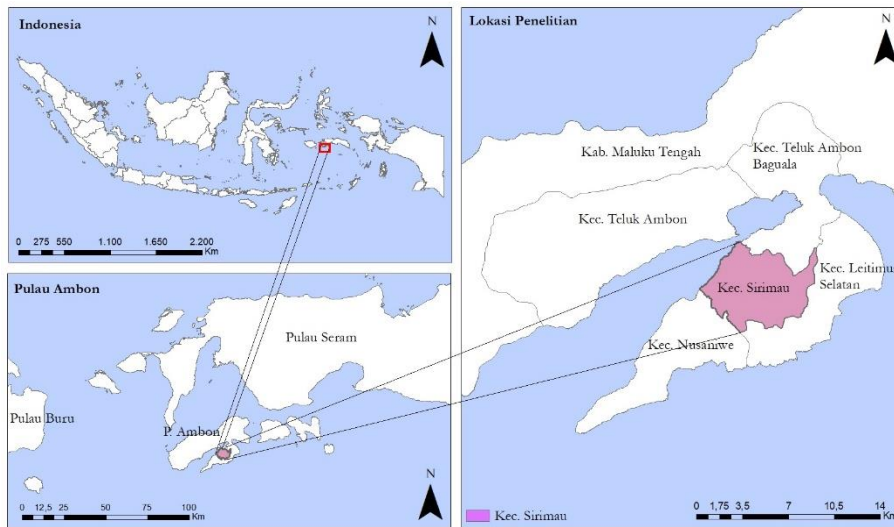 Indonesia
N
0 275 550 1.100 1.650 2.200
Km
Pulau Ambon
Pulau Seram
Pulau Buru
P. Ambon
N
0 12,5 25 50 75 100
Km
Lokasi Penelitian
N
Kab. Maluku Tengah
Kec. Teluk Ambon
Baguala
Kec. Teluk Ambon
Kec. Leitimu
Selatan
Kec. Sirimau
Kec. Nusaniwe
Kec. Sirimau
0 1,75 3,5 7 10,5 14
Km